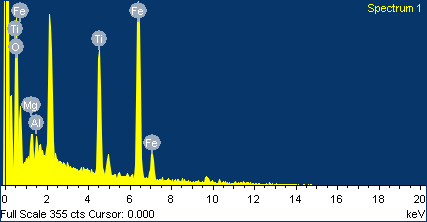 Spectrum 1
Fe
Ti
O
Mg
Al
Ti
Fe
Fe
0 2 4 6 8 10 12 14 16 18 20
Full Scale 355 cts Cursor: 0.000 keV